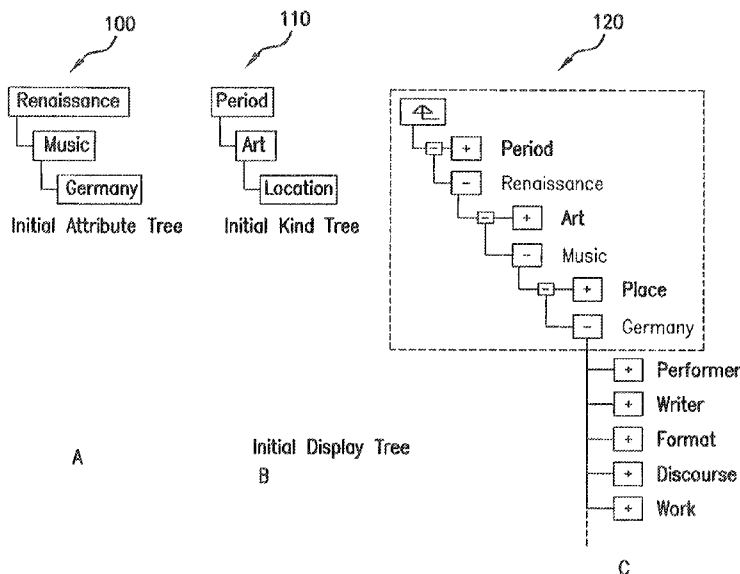 100
110
120
Renaissance
Music
Germany
Initial Attribute Tree
Period
Art
Location
Initial Kind Tree
- + Period
- Renaissance
- + Art
- Music
- + Place
- Germany
+ Performer
+ Writer
+ Format
+ Discourse
+ Work
A
Initial Display Tree
B
C